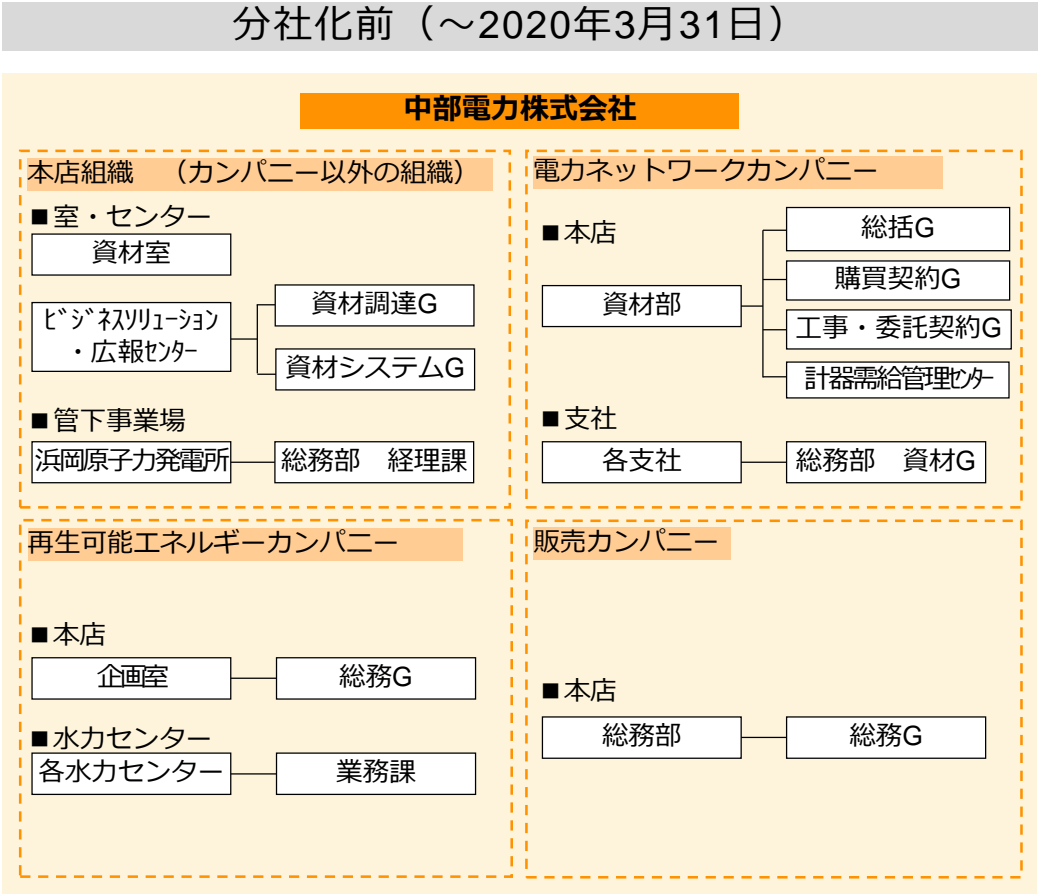 分社化前（～2020年3月31日）
中部電力株式会社
本店組織　（カンパニー以外の組織）
■室・センター
資材室
ﾋﾞｼﾞﾈｽｿﾘｭｰｼｮﾝ
・広報ｾﾝﾀｰ
資材調達G
資材システムG
■管下事業場
浜岡原子力発電所
総務部　経理課
電力ネットワークカンパニー
■本店
資材部
総括G
購買契約G
工事・委託契約G
計器需給管理ｾﾝﾀｰ
■支社
各支社
総務部　資材G
再生可能エネルギーカンパニー
■本店
企画室
総務G
■水力センター
各水力センター
業務課
販売カンパニー
■本店
総務部
総務G